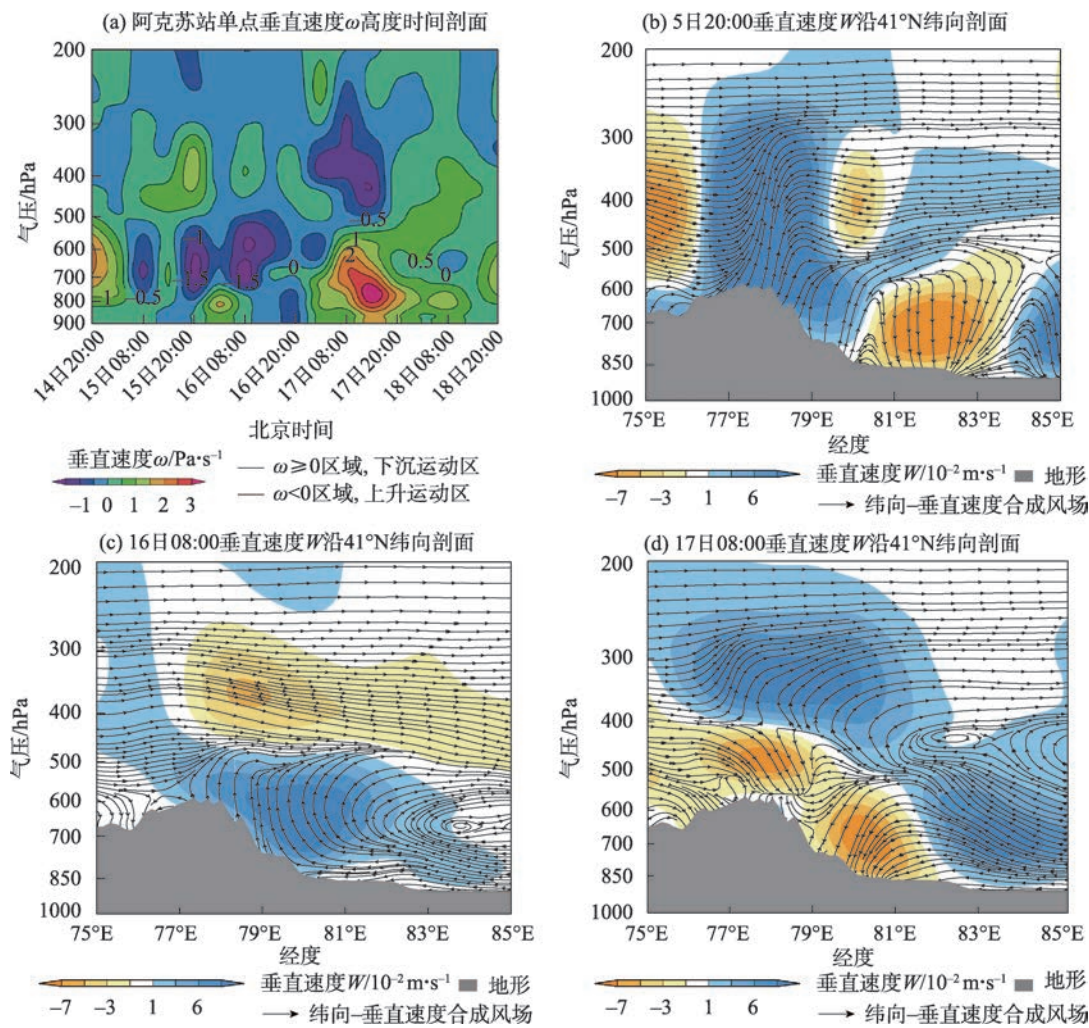 (a) 阿克苏站单点垂直速度ω高度时间剖面
200
300
400
500
600
700
800
900
气压/hPa
-1
-0.5
-1
-1.5
-1.5
0
-0.5
1
2
0.5
0
14日20:00
15日08:00
15日20:00
16日08:00
16日20:00
17日08:00
17日20:00
18日08:00
18日20:00
北京时间
垂直速度ω/Pa·s⁻¹
−1 0 1 2 3
ω≥0区域, 下沉运动区
ω<0区域, 上升运动区
(b) 5日20:00垂直速度W沿41°N纬向剖面
200
300
400
500
600
700
850
1000
气压/hPa
75°E 77°E 79°E 81°E 83°E 85°E
经度
垂直速度W/10⁻² m·s⁻¹ 地形
−7 −3 1 6
纬向–垂直速度合成风场
(c) 16日08:00垂直速度W沿41°N纬向剖面
200
300
400
500
600
700
850
1000
气压/hPa
75°E 77°E 79°E 81°E 83°E 85°E
经度
垂直速度W/10⁻² m·s⁻¹ 地形
−7 −3 1 6
纬向–垂直速度合成风场
(d) 17日08:00垂直速度W沿41°N纬向剖面
200
300
400
500
600
700
850
1000
气压/hPa
75°E 77°E 79°E 81°E 83°E 85°E
经度
垂直速度W/10⁻² m·s⁻¹ 地形
−7 −3 1 6
纬向–垂直速度合成风场